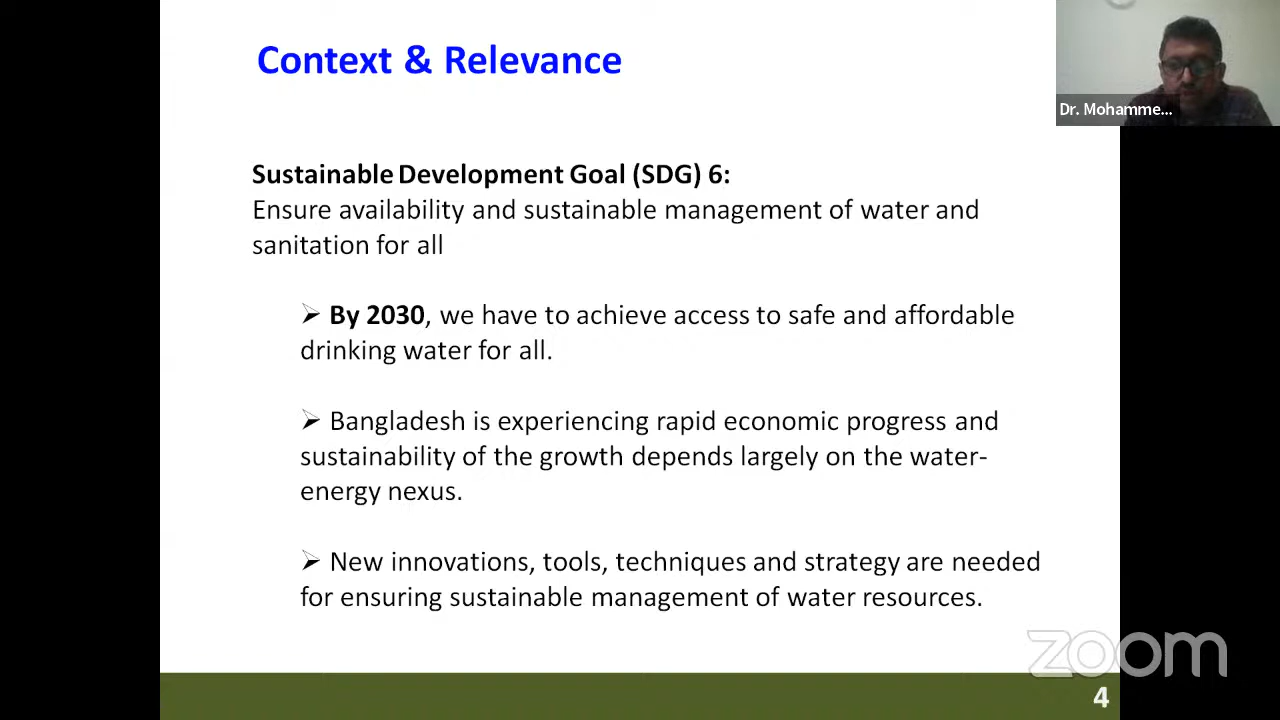 Context & Relevance
Dr. Mohamme...
Sustainable Development Goal (SDG) 6:
Ensure availability and sustainable management of water and
sanitation for all
➢ By 2030, we have to achieve access to safe and affordable
drinking water for all.
➢ Bangladesh is experiencing rapid economic progress and
sustainability of the growth depends largely on the water-
energy nexus.
➢ New innovations, tools, techniques and strategy are needed
for ensuring sustainable management of water resources.
zoom
4